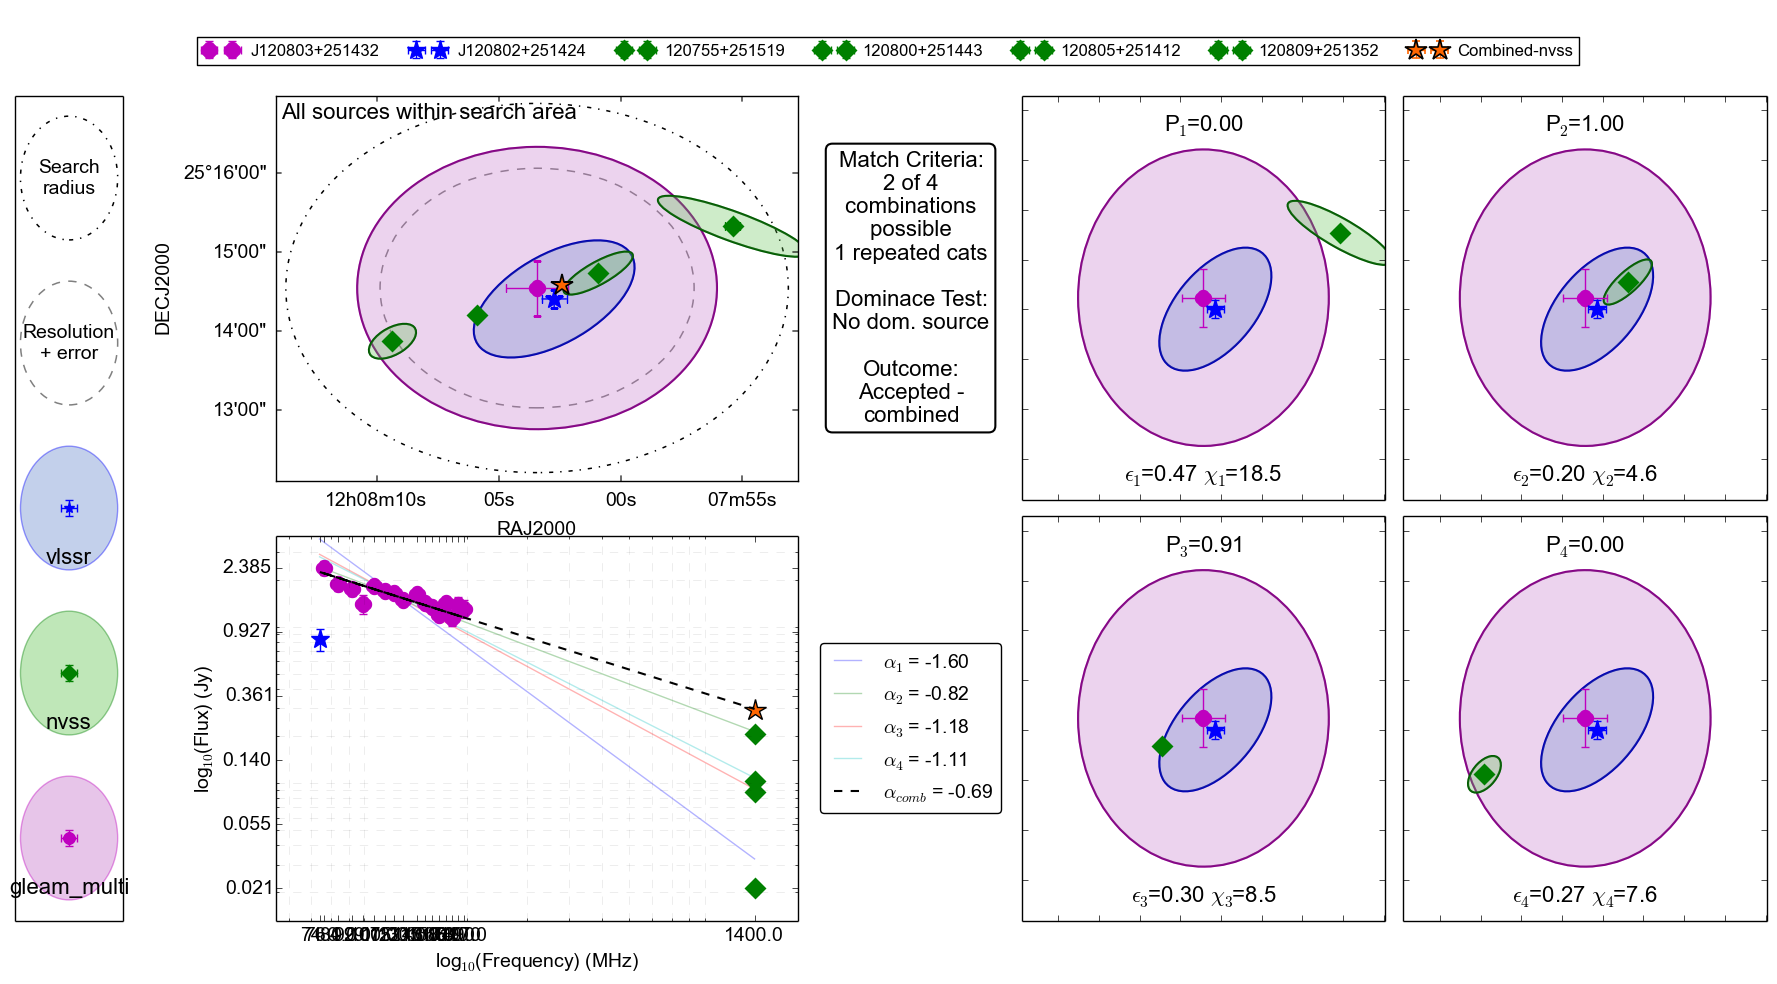 J120803+251432 J120802+251424 120755+251519 120800+251443 120805+251412 120809+251352 Combined-nvss
Search
radius
Resolution
+ error
vlssr
nvss
gleam_multi
All sources within search area
DECJ2000
25°16'00"
15'00"
14'00"
13'00"
12h08m10s 05s 00s 07m55s
RAJ2000
Match Criteria:
2 of 4
combinations
possible
1 repeated cats
Dominace Test:
No dom. source
Outcome:
Accepted -
combined
P1=0.00
ϵ1=0.47 χ1=18.5
P2=1.00
ϵ2=0.20 χ2=4.6
P3=0.91
ϵ3=0.30 χ3=8.5
P4=0.00
ϵ4=0.27 χ4=7.6
log10(Flux) (Jy)
2.385
0.927
0.361
0.140
0.055
0.021
1400.0
log10(Frequency) (MHz)
α1 = -1.60
α2 = -0.82
α3 = -1.18
α4 = -1.11
αcomb = -0.69